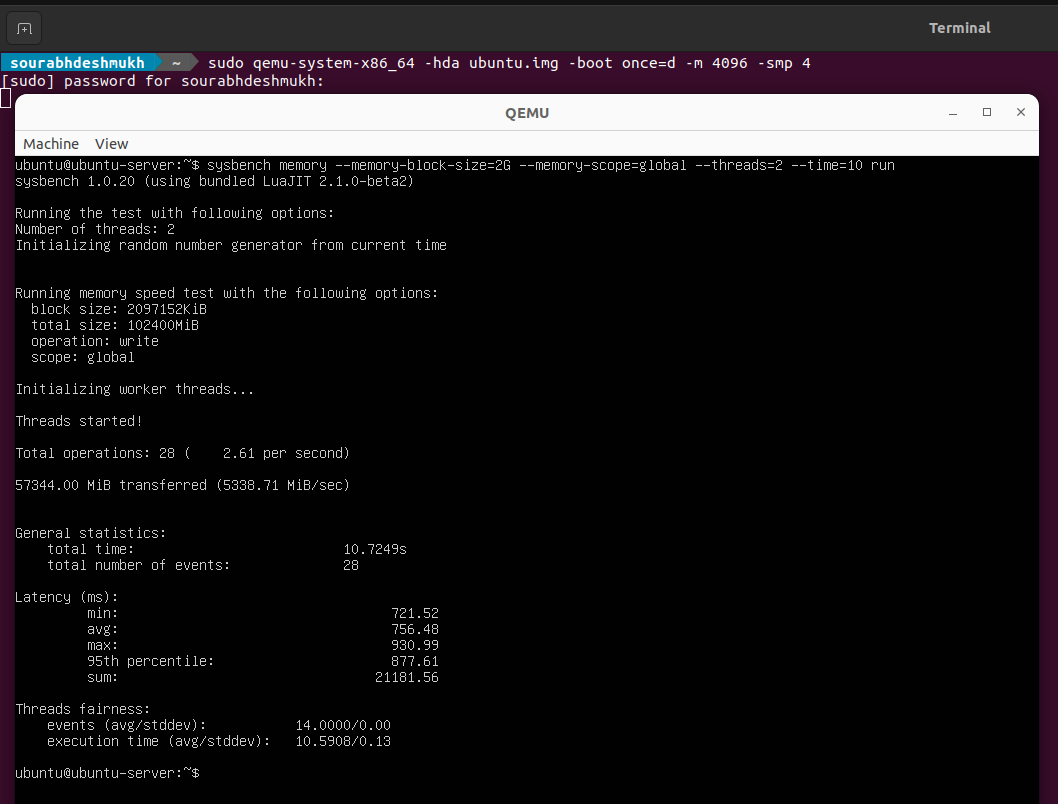 Terminal
sourabhdeshmukh ~ sudo qemu-system-x86_64 -hda ubuntu.img -boot once=d -m 4096 -smp 4
[sudo] password for sourabhdeshmukh:
QEMU
Machine View
ubuntu@ubuntu-server:~$ sysbench memory --memory-block-size=2G --memory-scope=global --threads=2 --time=10 run
sysbench 1.0.20 (using bundled LuaJIT 2.1.0-beta2)
Running the test with following options:
Number of threads: 2
Initializing random number generator from current time
Running memory speed test with the following options:
block size: 2097152KiB
total size: 102400MiB
operation: write
scope: global
Initializing worker threads...
Threads started!
Total operations: 28 (    2.61 per second)
57344.00 MiB transferred (5338.71 MiB/sec)
General statistics:
total time: 10.7249s
total number of events: 28
Latency (ms):
min: 721.52
avg: 756.48
max: 930.99
95th percentile: 877.61
sum: 21181.56
Threads fairness:
events (avg/stddev): 14.0000/0.00
execution time (avg/stddev): 10.5908/0.13
ubuntu@ubuntu-server:~$